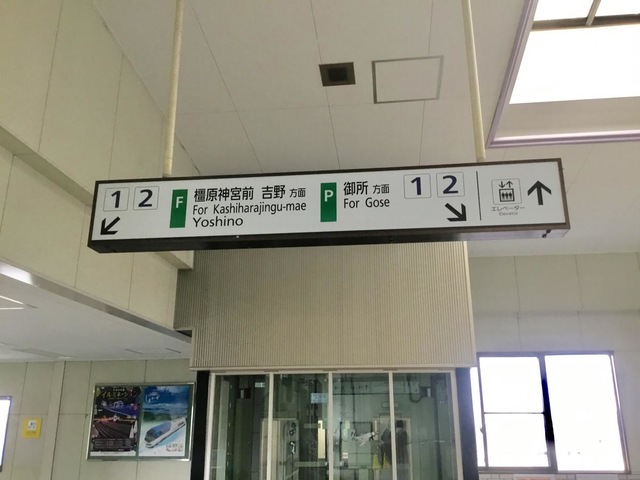 1 2
F 橿原神宮前 吉野 方面
For Kashiharajingu-mae
Yoshino
P 御所 方面
For Gose
1 2
エレベーター
Elevator